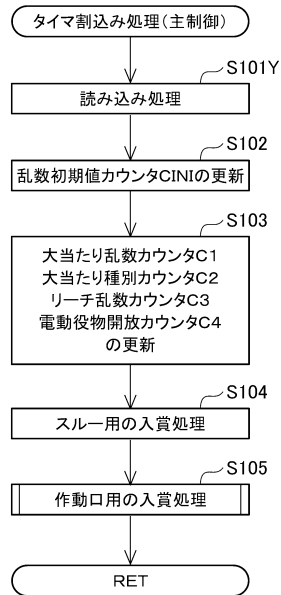 タイマ割込み処理(主制御)
S101Y
読み込み処理
S102
乱数初期値カウンタCINIの更新
S103
大当たり乱数カウンタC1
大当たり種別カウンタC2
リーチ乱数カウンタC3
電動役物開放カウンタC4
の更新
S104
スルー用の入賞処理
S105
作動口用の入賞処理
RET